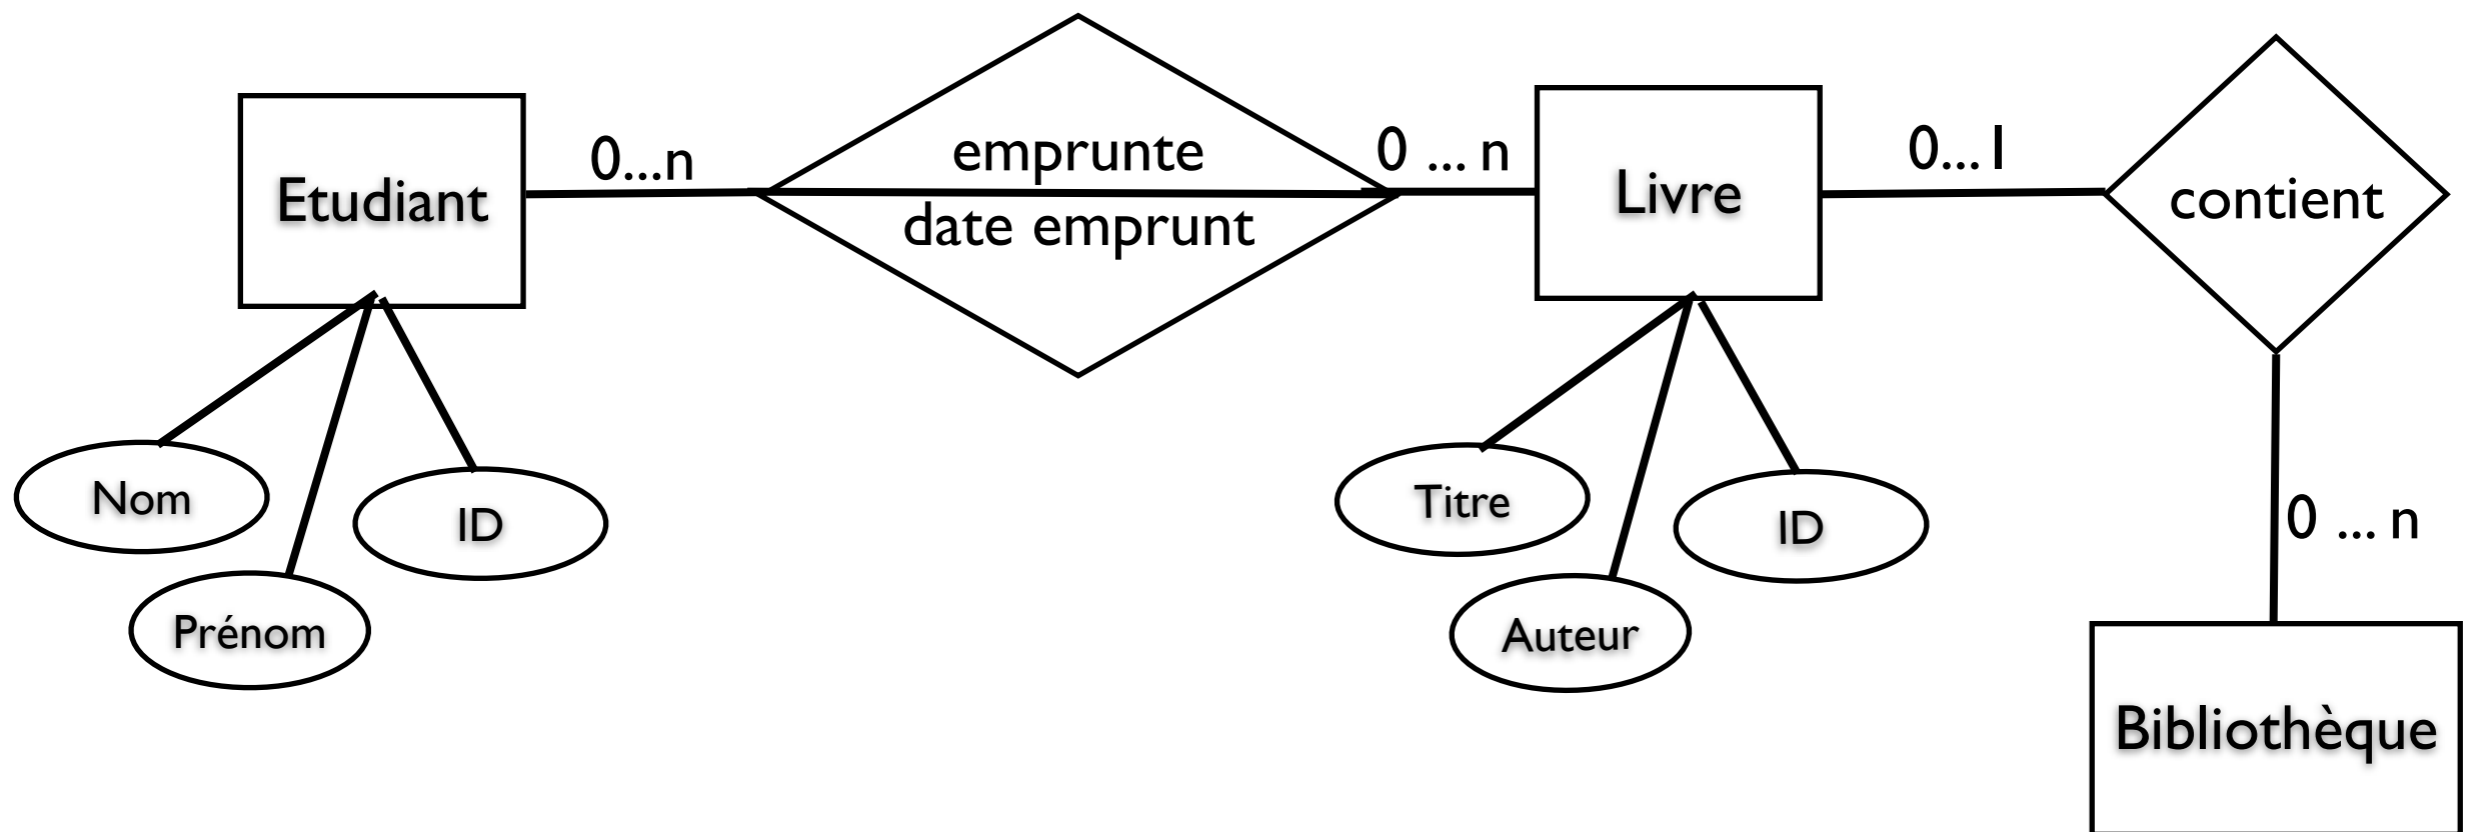 Etudiant
0...n
emprunte
date emprunt
0 ... n
Livre
0...1
contient
Nom
Prénom
ID
Titre
Auteur
ID
0 ... n
Bibliothèque